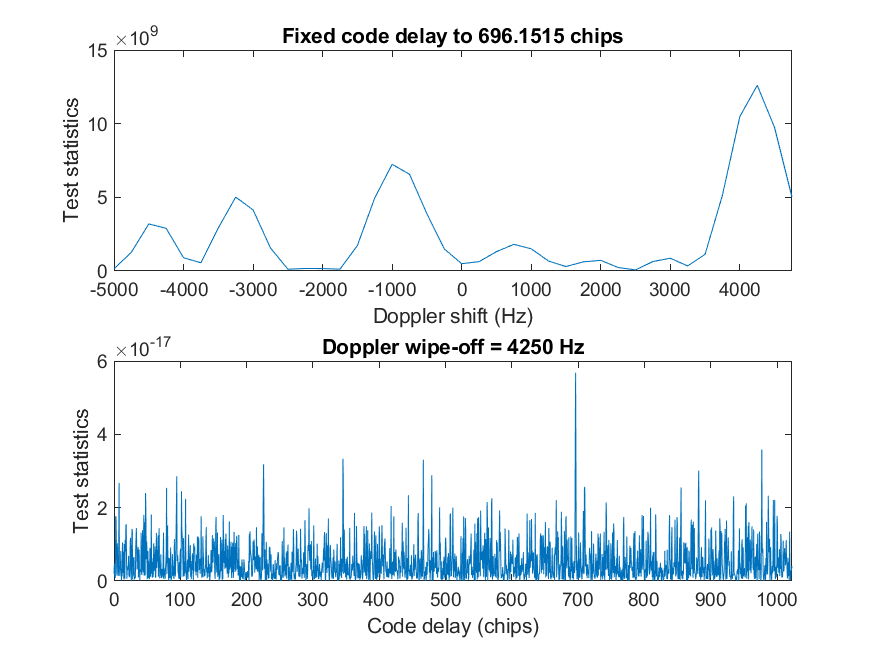 Fixed code delay to 696.1515 chips
×10^9
15
10
5
0
Test statistics
-5000 -4000 -3000 -2000 -1000 0 1000 2000 3000 4000
Doppler shift (Hz)
Doppler wipe-off = 4250 Hz
×10^-17
6
4
2
0
Test statistics
0 100 200 300 400 500 600 700 800 900 1000
Code delay (chips)